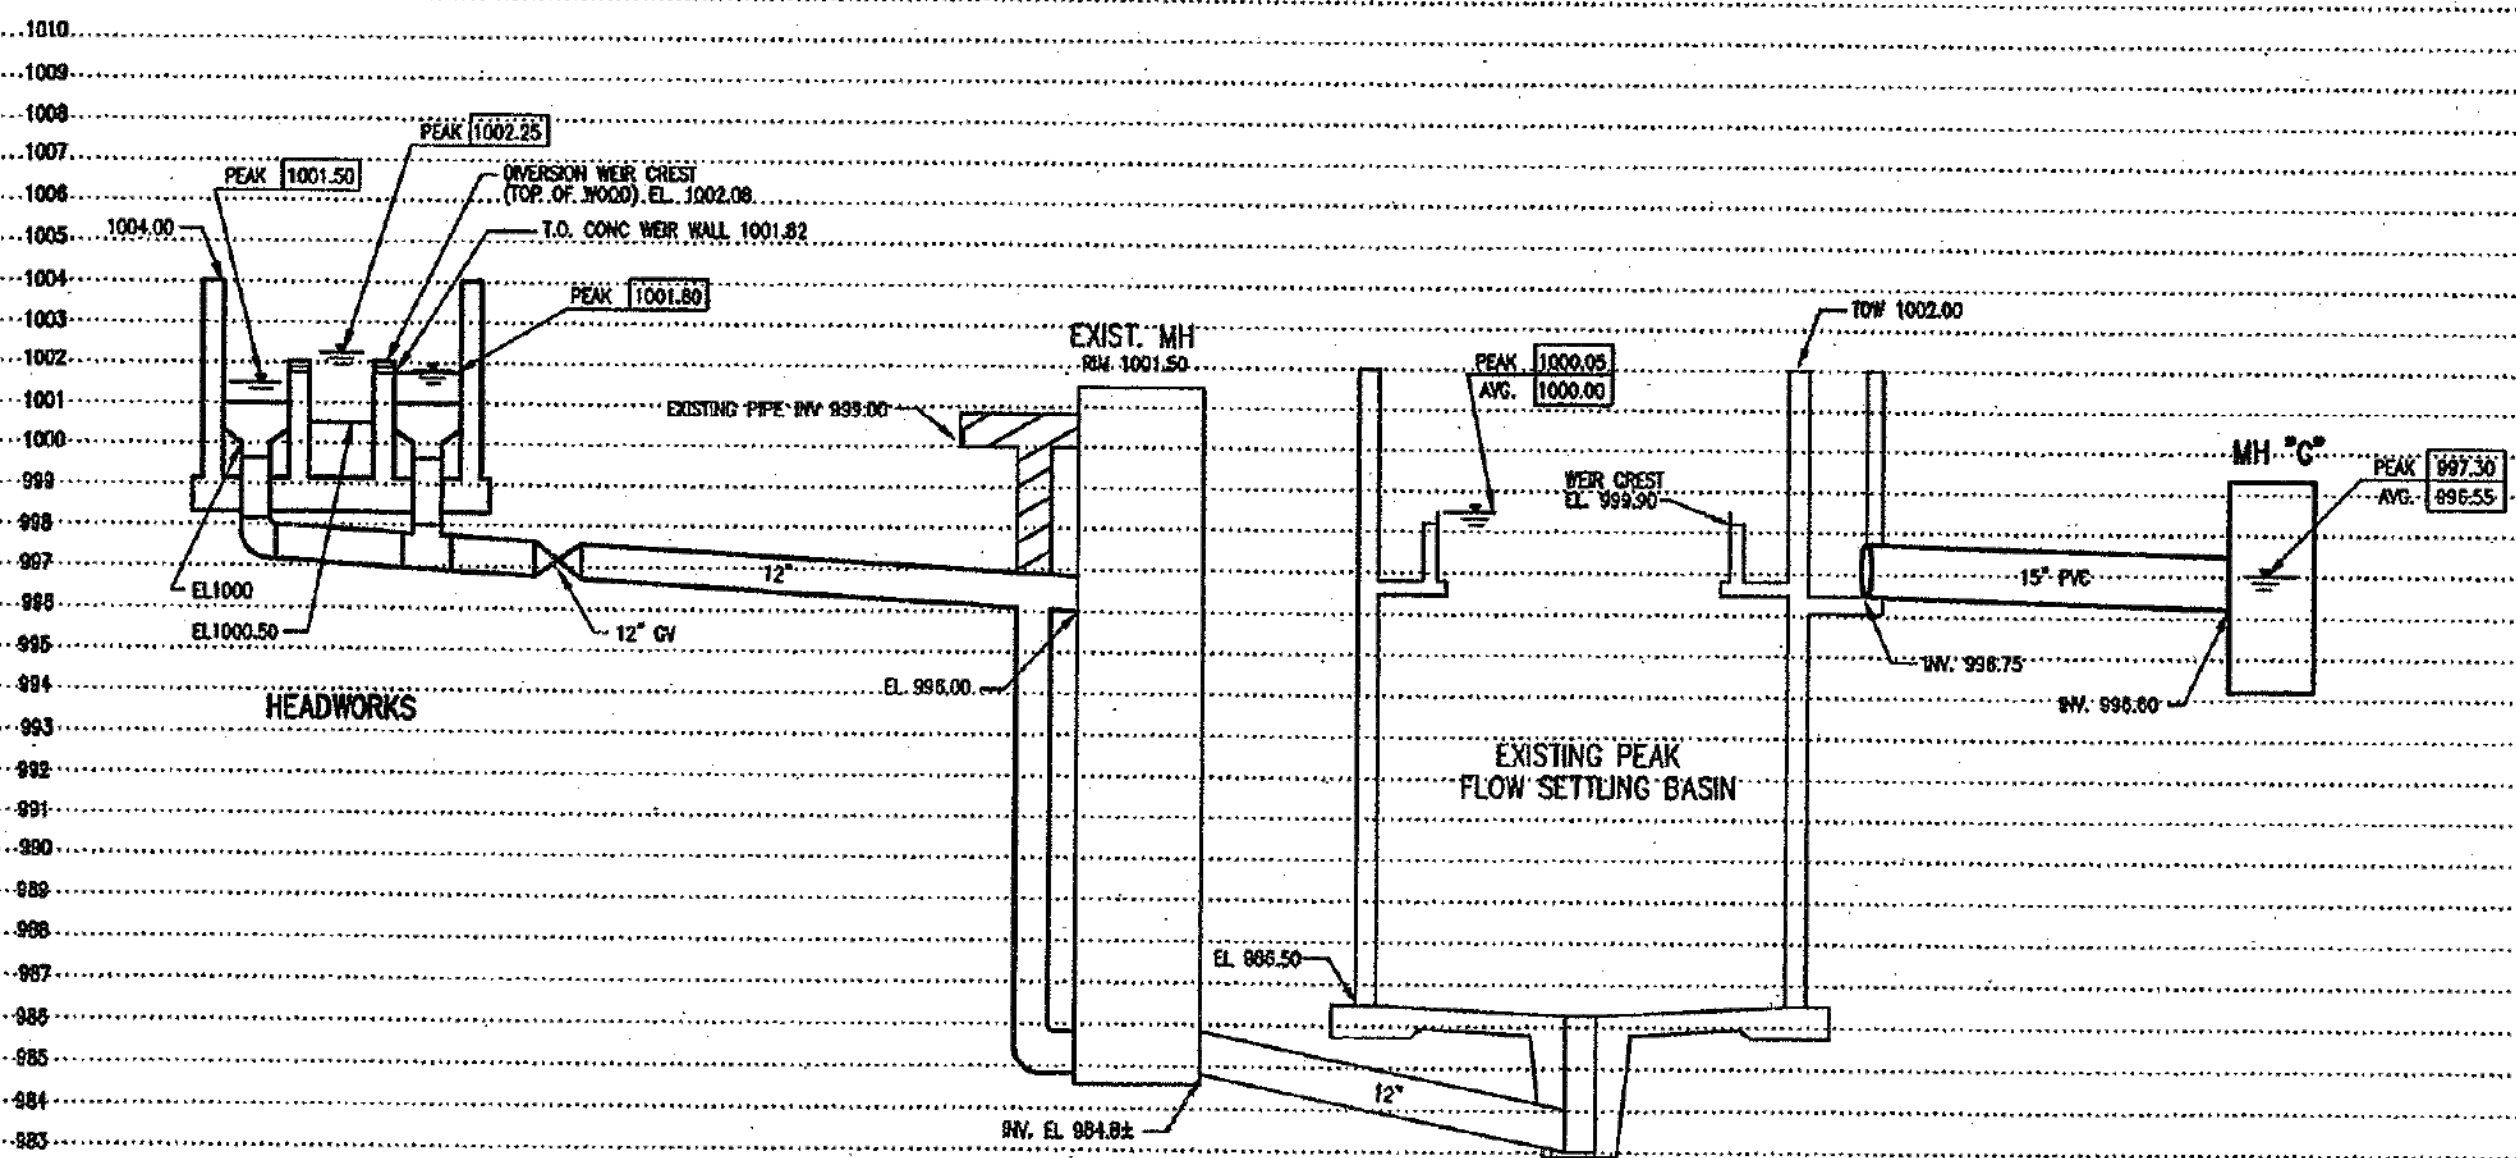 1010
1009
1008
1007
1006
1005
1004
1003
1002
1001
1000
999
998
997
996
995
994
993
992
991
990
989
988
987
986
985
984
983
PEAK 1002.25
PEAK 1001.50
DIVERSION WEIR CREST
(TOP OF WOOD) EL. 1002.08
1004.00
T.O. CONC WEIR WALL 1001.82
PEAK 1001.80
EL1000
EL1000.50
12" GV
HEADWORKS
12"
EXIST. MH
RIM 1001.50
EXISTING PIPE INV 999.00
EL 996.00
INV. EL 984.8±
12"
PEAK 1000.05
AVG. 1000.00
WEIR CREST
EL 999.90
TOW 1002.00
EXISTING PEAK
FLOW SETTLING BASIN
EL 986.50
15" PVC
INV. 996.75
INV. 996.60
MH "G"
PEAK 997.30
AVG. 996.55